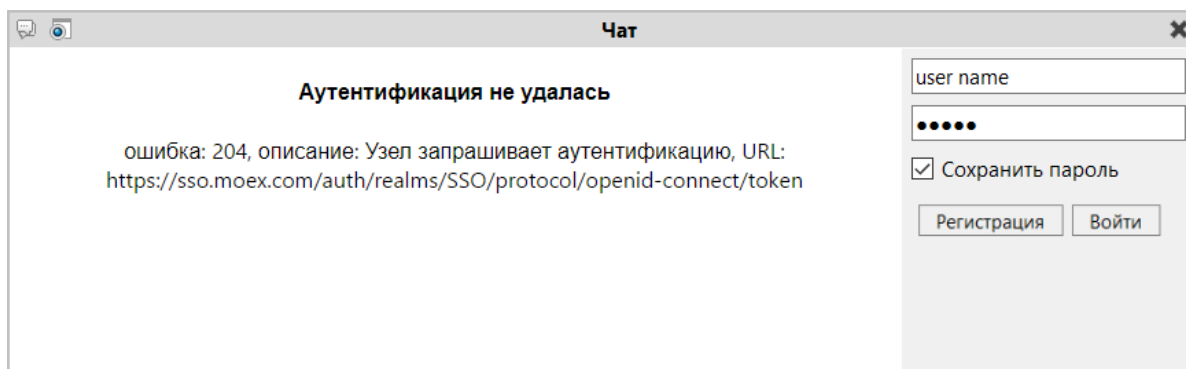 Чат
Аутентификация не удалась
ошибка: 204, описание: Узел запрашивает аутентификацию, URL:
https://sso.moex.com/auth/realms/SSO/protocol/openid-connect/token
user name
•••••
Сохранить пароль
Регистрация
Войти